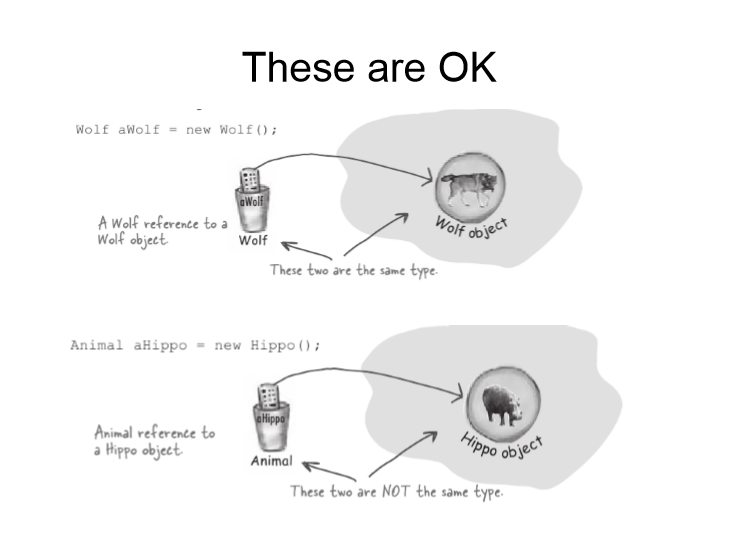 These are OK
Wolf aWolf = new Wolf();
aWolf
A Wolf reference to a
Wolf object.
Wolf
Wolf object
These two are the same type.
Animal aHippo = new Hippo();
aHippo
Animal reference to
a Hippo object.
Animal
Hippo object
These two are NOT the same type.